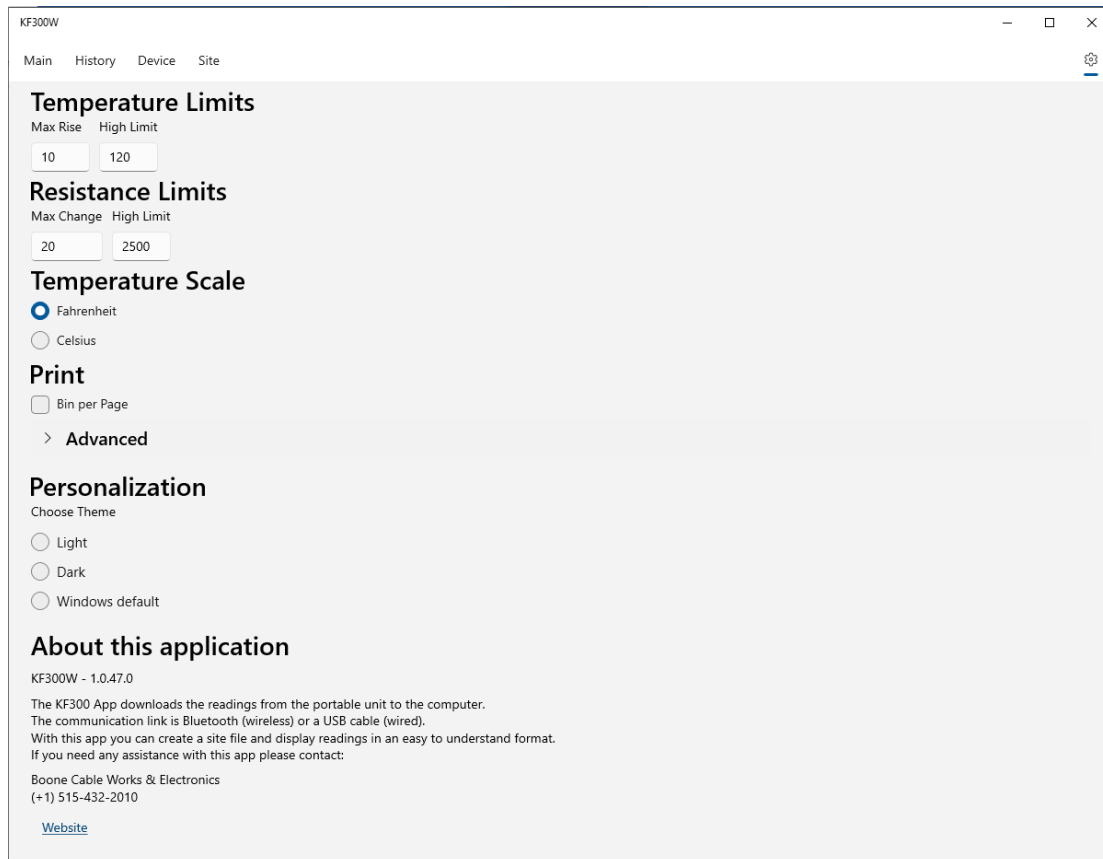 KF300W
Main History Device Site
Temperature Limits
Max Rise High Limit
10 120
Resistance Limits
Max Change High Limit
20 2500
Temperature Scale
Fahrenheit
Celsius
Print
Bin per Page
Advanced
Personalization
Choose Theme
Light
Dark
Windows default
About this application
KF300W - 1.0.47.0
The KF300 App downloads the readings from the portable unit to the computer.
The communication link is Bluetooth (wireless) or a USB cable (wired).
With this app you can create a site file and display readings in an easy to understand format.
If you need any assistance with this app please contact:
Boone Cable Works & Electronics
(+1) 515-432-2010
Website